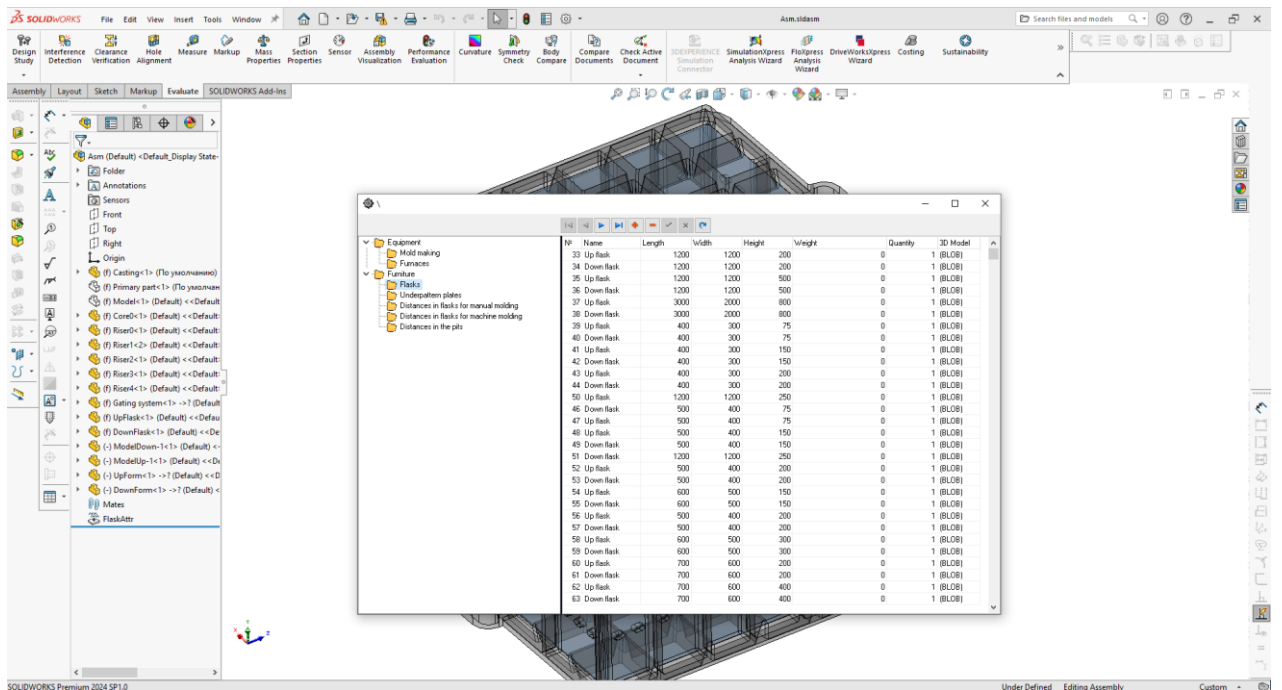 SOLIDWORKS File Edit View Insert Tools Window Asm.sldasm Search files and models
Design Study
Interference Detection
Clearance Verification
Hole Alignment
Measure
Markup
Mass Properties
Section Properties
Sensor
Assembly Visualization
Performance Evaluation
Curvature
Symmetry Check
Body Compare
Compare Documents
Check Active Document
3DEXPERIENCE Simulation Connector
SimulationXpress Analysis Wizard
FloXpress Analysis Wizard
DriveWorksXpress Wizard
Costing
Sustainability
Assembly Layout Sketch Markup Evaluate SOLIDWORKS Add-Ins
Asm (Default) <Default_Display State-
Folder
Annotations
Sensors
Front
Top
Right
Origin
(f) Casting<1> (По умолчанию)
(f) Primary part<1> (По умолчан
(f) Model<1> (Default) <<Default
(f) Core0<1> (Default) <<Default:
(f) Riser0<1> (Default) <<Default:
(f) Riser1<2> (Default) <<Default:
(f) Riser2<1> (Default) <<Default:
(f) Riser3<1> (Default) <<Default:
(f) Riser4<1> (Default) <<Default:
(f) Gating system<1> ->? (Default
(f) UpFlask<1> (Default) <<Defau
(f) DownFlask<1> (Default) <<De
(-) ModelDown-1<1> (Default) <-
(-) ModelUp-1<1> (Default) <<De
(-) UpForm<1> ->? (Default) <<D
(-) DownForm<1> ->? (Default) <
Mates
FlaskAttr
\
Equipment
Mold making
Furnaces
Furniture
Flasks
Underpattern plates
Distances in flasks for manual molding
Distances in flasks for machine molding
Distances in the pits
№ Name Length Width Height Weight Quantity 3D Model
33 Up flask 1200 1200 200 0 1 (BLOB)
34 Down flask 1200 1200 200 0 1 (BLOB)
35 Up flask 1200 1200 500 0 1 (BLOB)
36 Down flask 1200 1200 500 0 1 (BLOB)
37 Up flask 3000 2000 800 0 1 (BLOB)
38 Down flask 3000 2000 800 0 1 (BLOB)
39 Up flask 400 300 75 0 1 (BLOB)
40 Down flask 400 300 75 0 1 (BLOB)
41 Up flask 400 300 150 0 1 (BLOB)
42 Down flask 400 300 150 0 1 (BLOB)
43 Up flask 400 300 200 0 1 (BLOB)
44 Down flask 400 300 200 0 1 (BLOB)
50 Up flask 1200 1200 250 0 1 (BLOB)
46 Down flask 500 400 75 0 1 (BLOB)
47 Up flask 500 400 75 0 1 (BLOB)
48 Up flask 500 400 150 0 1 (BLOB)
49 Down flask 500 400 150 0 1 (BLOB)
51 Down flask 1200 1200 250 0 1 (BLOB)
52 Up flask 500 400 200 0 1 (BLOB)
53 Down flask 500 400 200 0 1 (BLOB)
54 Up flask 600 500 150 0 1 (BLOB)
55 Down flask 600 500 150 0 1 (BLOB)
56 Up flask 500 400 200 0 1 (BLOB)
57 Down flask 500 400 200 0 1 (BLOB)
58 Up flask 600 500 300 0 1 (BLOB)
59 Down flask 600 500 300 0 1 (BLOB)
60 Up flask 700 600 200 0 1 (BLOB)
61 Down flask 700 600 200 0 1 (BLOB)
62 Up flask 700 600 400 0 1 (BLOB)
63 Down flask 700 600 400 0 1 (BLOB)
SOLIDWORKS Premium 2024 SP1.0 Under Defined Editing Assembly Custom